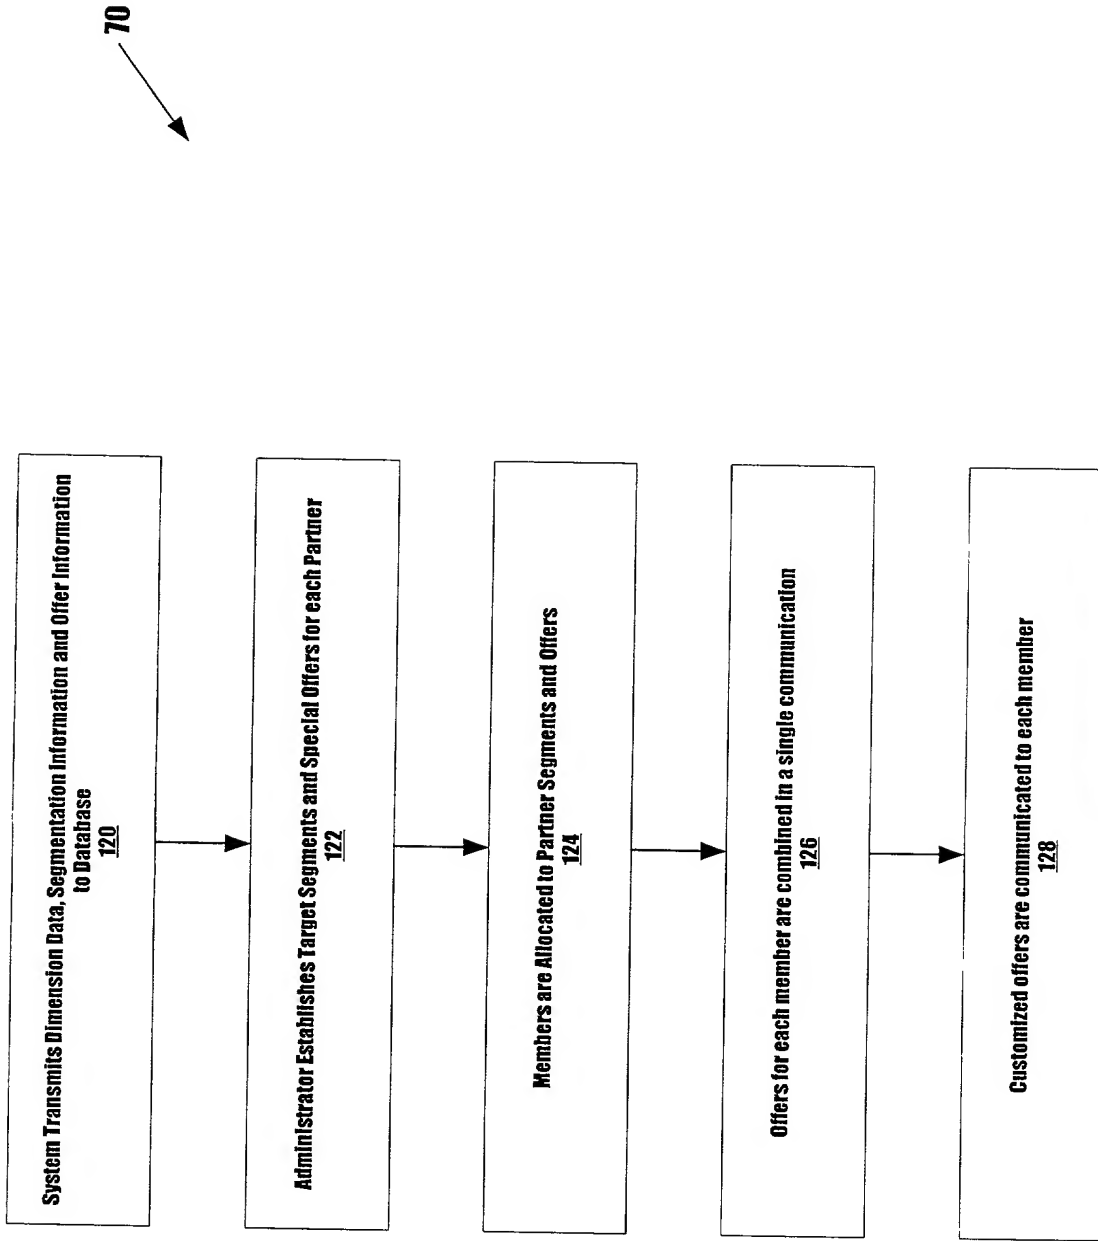 70
System Transmits Dimension Data, Segmentation Information and Offer Information
to Database
120
Administrator Establishes Target Segments and Special Offers for each Partner
122
Members are Allocated to Partner Segments and Offers
124
Offers for each member are combined in a single communication
126
Customized offers are communicated to each member
128